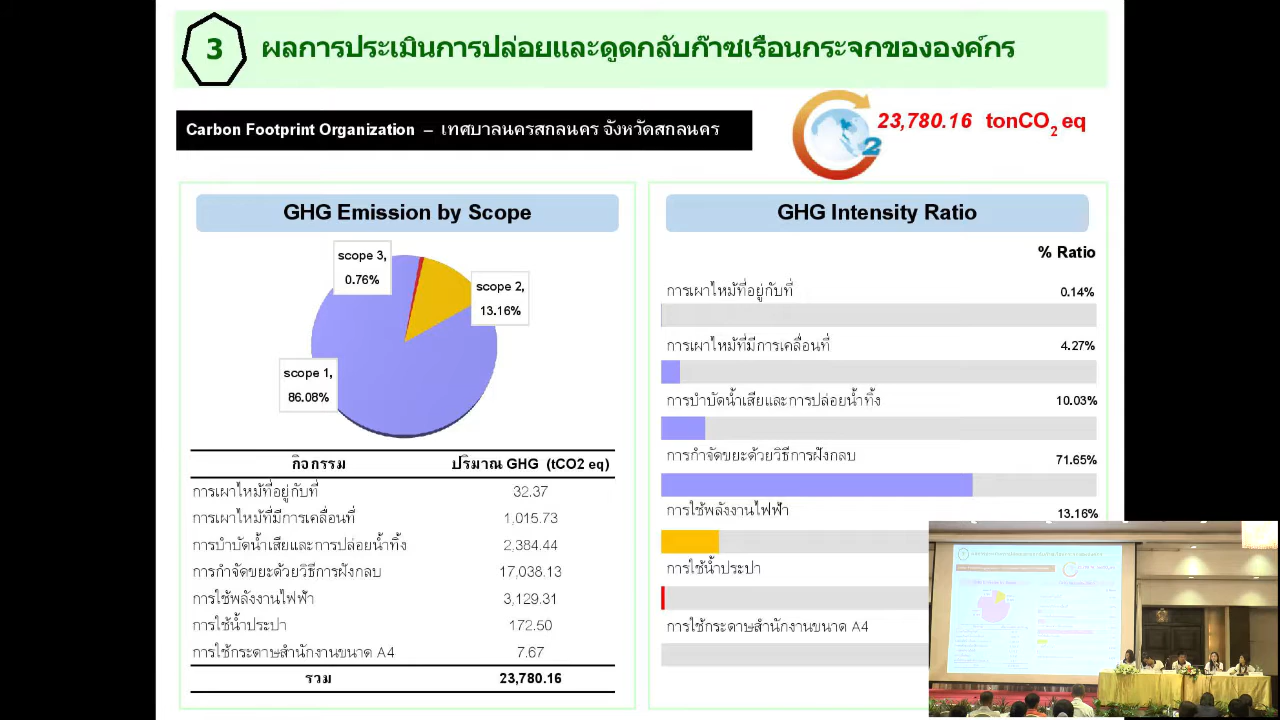 3
ผลการประเมินการปล่อยและดูดกลับก๊าซเรือนกระจกขององค์กร
Carbon Footprint Organization – เทศบาลนครสกลนคร จังหวัดสกลนคร
2
23,780.16 tonCO2 eq
GHG Emission by Scope
scope 3,
0.76%
scope 2,
13.16%
scope 1,
86.08%
กิจกรรม ปริมาณ GHG (tCO2 eq)
การเผาไหม้ที่อยู่กับที่ 32.37
การเผาไหม้ที่มีการเคลื่อนที่ 1,015.73
การบำบัดน้ำเสียและการปล่อยน้ำทิ้ง 2,384.44
การกำจัดขยะด้วยวิธีการฝังกลบ 17,038.13
การใช้พลังงานไฟฟ้า 3,129.31
การใช้น้ำประปา 172.50
การใช้กระดาษสำนักงานขนาด A4 7.67
รวม 23,780.16
GHG Intensity Ratio
% Ratio
การเผาไหม้ที่อยู่กับที่ 0.14%
การเผาไหม้ที่มีการเคลื่อนที่ 4.27%
การบำบัดน้ำเสียและการปล่อยน้ำทิ้ง 10.03%
การกำจัดขยะด้วยวิธีการฝังกลบ 71.65%
การใช้พลังงานไฟฟ้า 13.16%
การใช้น้ำประปา
การใช้กระดาษสำนักงานขนาด A4